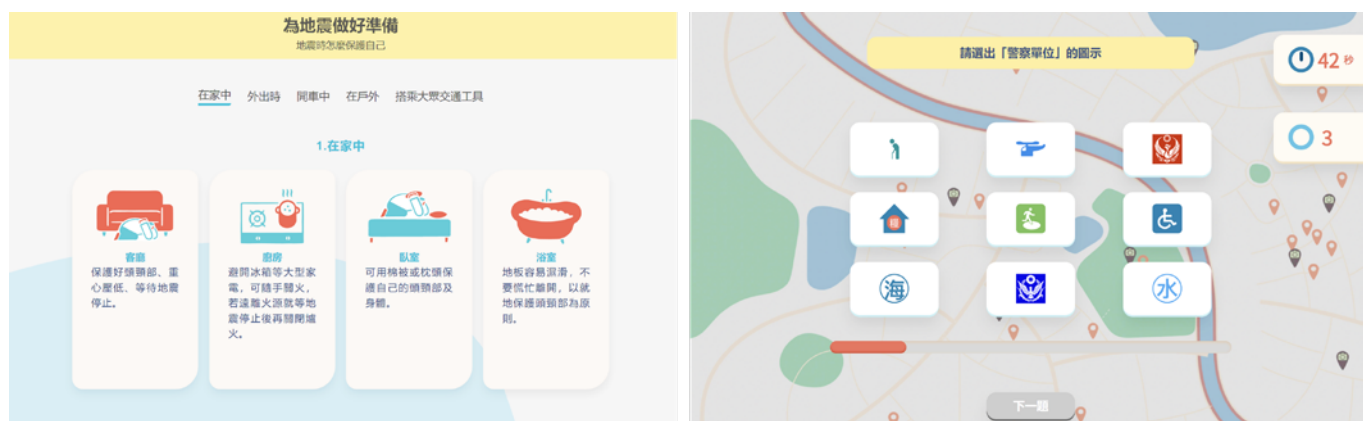 為地震做好準備
地震時怎麼保護自己
在家中 外出時 開車中 在戶外 搭乘大眾交通工具
1.在家中
客廳
保護好頭頸部、重
心壓低、等待地震
停止。
廚房
避開冰箱等大型家
電，可隨手關火，
若遠離火源就等地
震停止後再關閉爐
火。
臥室
可用棉被或枕頭保
護自己的頭頸部及
身體。
浴室
地板容易濕滑，不
要慌忙離開，以就
地保護頭頸部為原
則。
請選出「警察單位」的圖示
42 秒
3
海
水
下一題